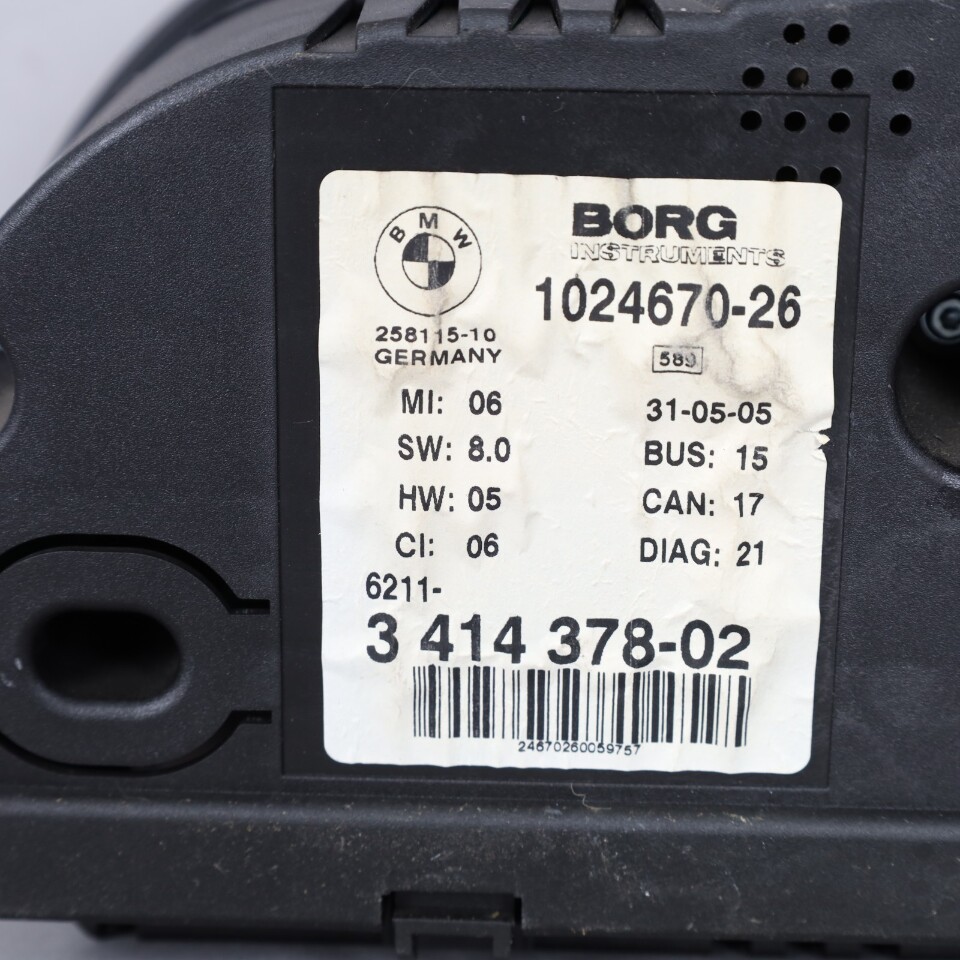 BMW
BORG
INSTRUMENTS
1024670-26
258115-10
GERMANY
589
MI: 06
31-05-05
SW: 8.0
BUS: 15
HW: 05
CAN: 17
CI: 06
DIAG: 21
6211-
3 414 378-02
24670260059757